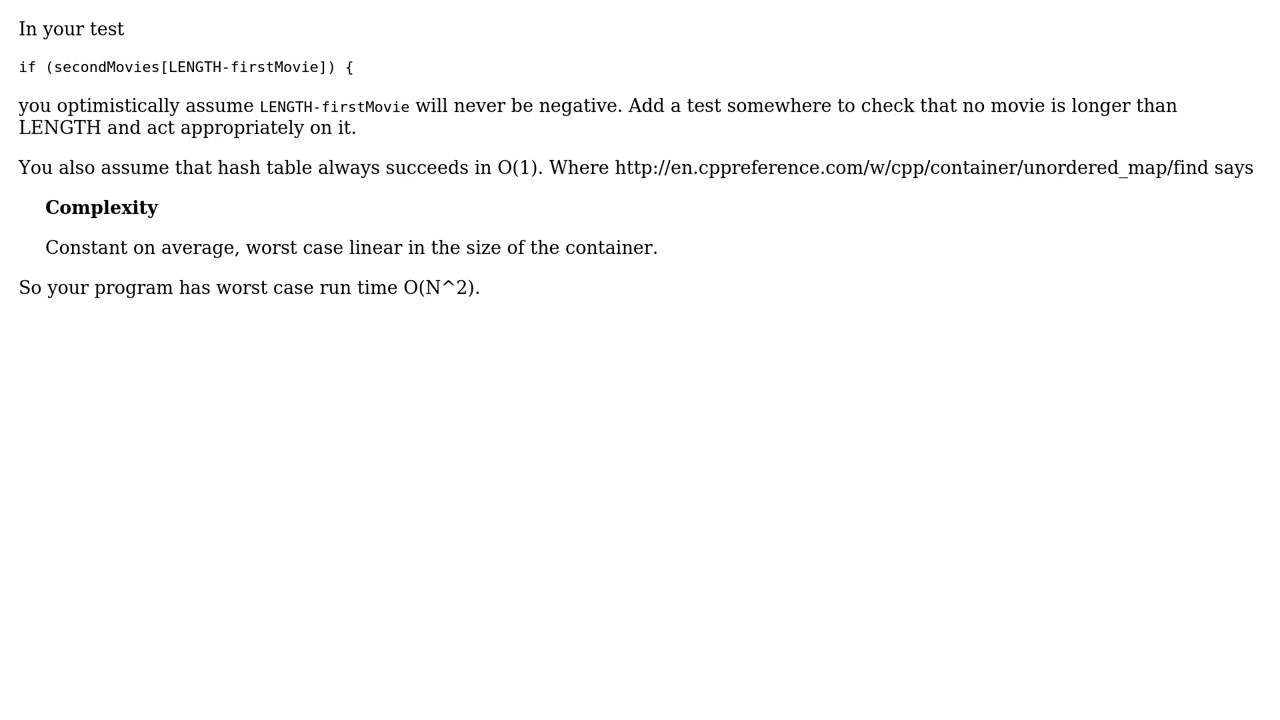 In your test
if (secondMovies[LENGTH-firstMovie]) {
you optimistically assume LENGTH-firstMovie will never be negative. Add a test somewhere to check that no movie is longer than
LENGTH and act appropriately on it.
You also assume that hash table always succeeds in O(1). Where http://en.cppreference.com/w/cpp/container/unordered_map/find says
Complexity
Constant on average, worst case linear in the size of the container.
So your program has worst case run time O(N^2).